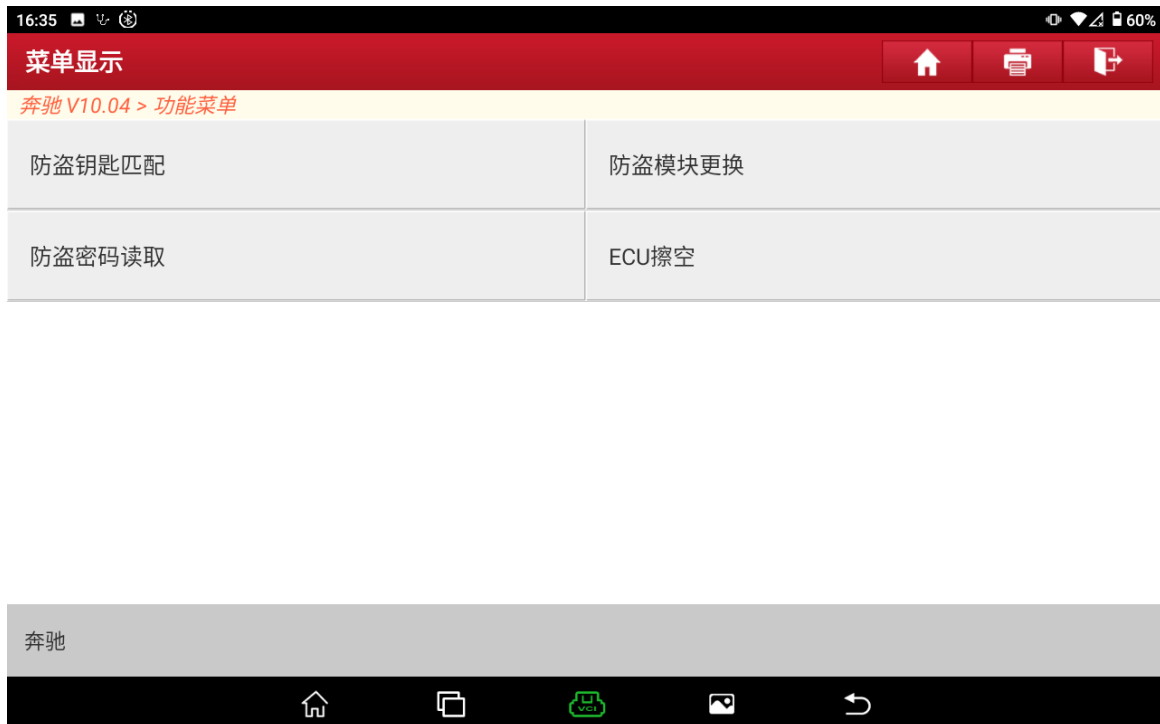 16:35 60%
菜单显示
奔驰 V10.04 > 功能菜单
防盗钥匙匹配 防盗模块更换
防盗密码读取 ECU擦空
奔驰
VCI